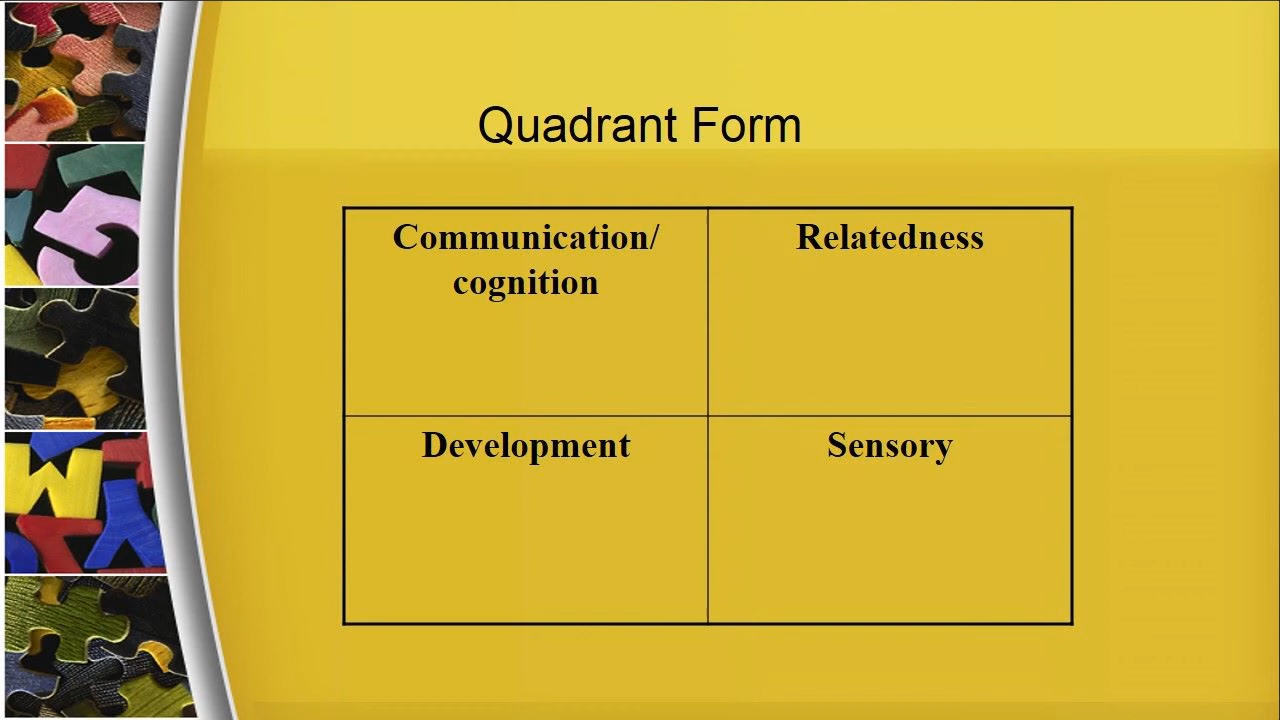 Quadrant Form
Communication/
cognition
Relatedness
Development
Sensory